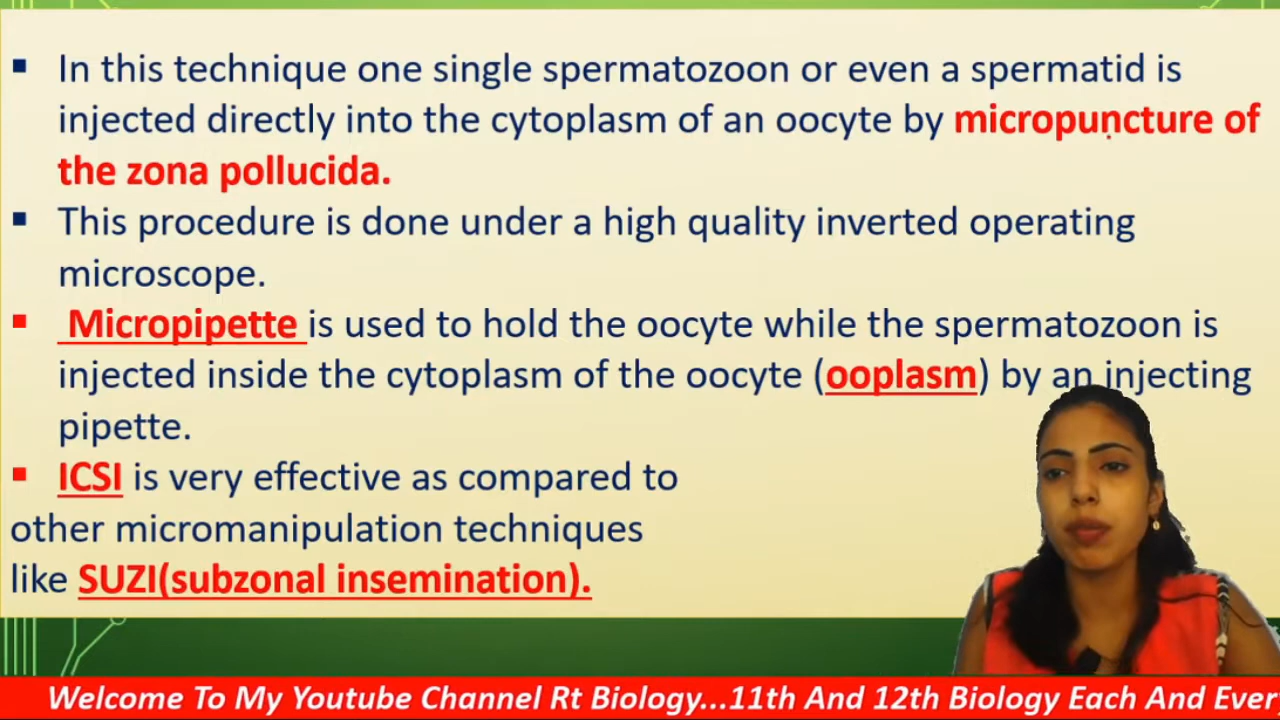 ▪ In this technique one single spermatozoon or even a spermatid is
injected directly into the cytoplasm of an oocyte by micropuncture of
the zona pollucida.
▪ This procedure is done under a high quality inverted operating
microscope.
▪ Micropipette is used to hold the oocyte while the spermatozoon is
injected inside the cytoplasm of the oocyte (ooplasm) by an injecting
pipette.
▪ ICSI is very effective as compared to
other micromanipulation techniques
like SUZI(subzonal insemination).
Welcome To My Youtube Channel Rt Biology...11th And 12th Biology Each And Every